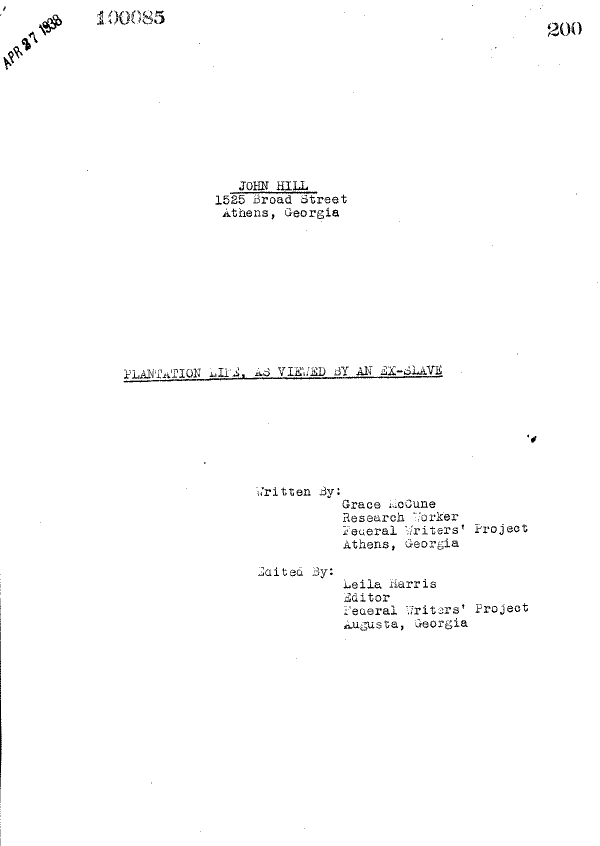 APR 27 1938
100085
200
JOHN HILL
1525 Broad Street
Athens, Georgia
PLANTATION LIFE, AS VIEWED BY AN EX-SLAVE
Written By:
Grace McCune
Research Worker
Federal Writers' Project
Athens, Georgia
Edited By:
Leila Harris
Editor
Federal Writers' Project
Augusta, Georgia